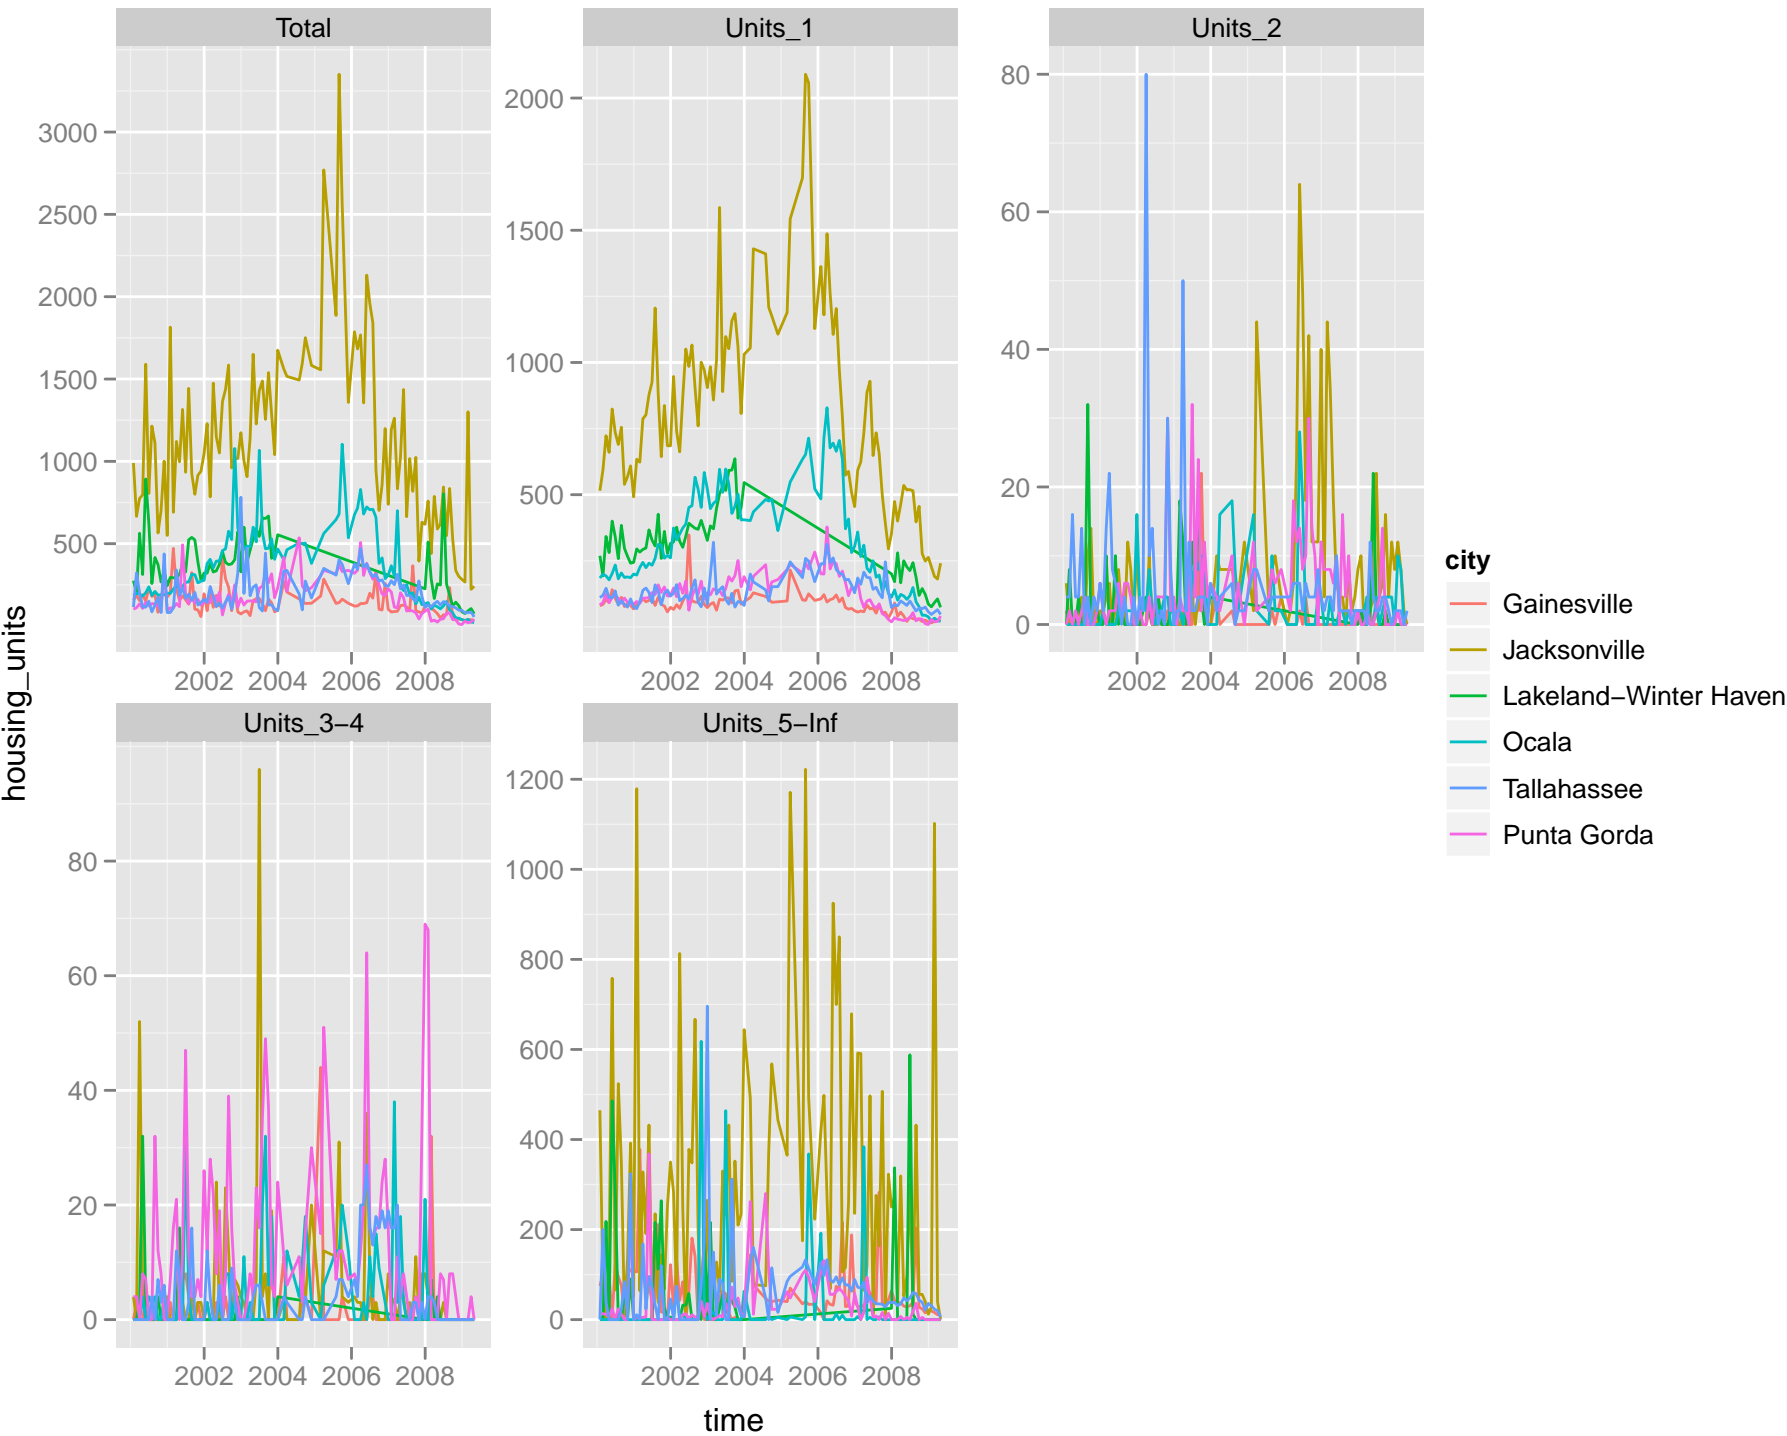 Total
Units_1
Units_2
3000
2500
2000
1500
1000
500
2000
1500
1000
500
80
60
40
20
0
2002 2004 2006 2008
2002 2004 2006 2008
2002 2004 2006 2008
housing_units
Units_3−4
Units_5−Inf
80
60
40
20
0
1200
1000
800
600
400
200
0
2002 2004 2006 2008
2002 2004 2006 2008
time
city
Gainesville
Jacksonville
Lakeland−Winter Haven
Ocala
Tallahassee
Punta Gorda